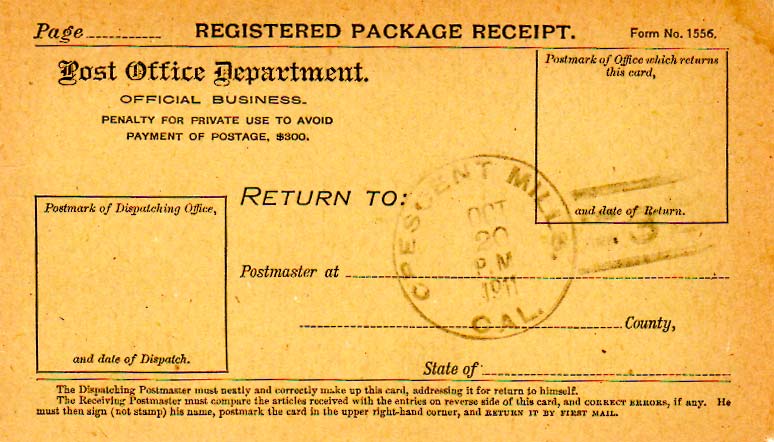 Page
REGISTERED PACKAGE RECEIPT.
Form No. 1556.
Post Office Department.
OFFICIAL BUSINESS.
PENALTY FOR PRIVATE USE TO AVOID
PAYMENT OF POSTAGE, $300.
Postmark of Office which returns
this card,
and date of Return.
Postmark of Dispatching Office,
and date of Dispatch.
RETURN TO:
CRESCENT MILLS.
OCT
20
P.M
1911
CAL.
3
Postmaster at
County,
State of
The Dispatching Postmaster must neatly and correctly make up this card, addressing it for return to himself.
The Receiving Postmaster must compare the articles received with the entries on reverse side of this card, and CORRECT ERRORS, if any. He
must then sign (not stamp) his name, postmark the card in the upper right-hand corner, and RETURN IT BY FIRST MAIL.